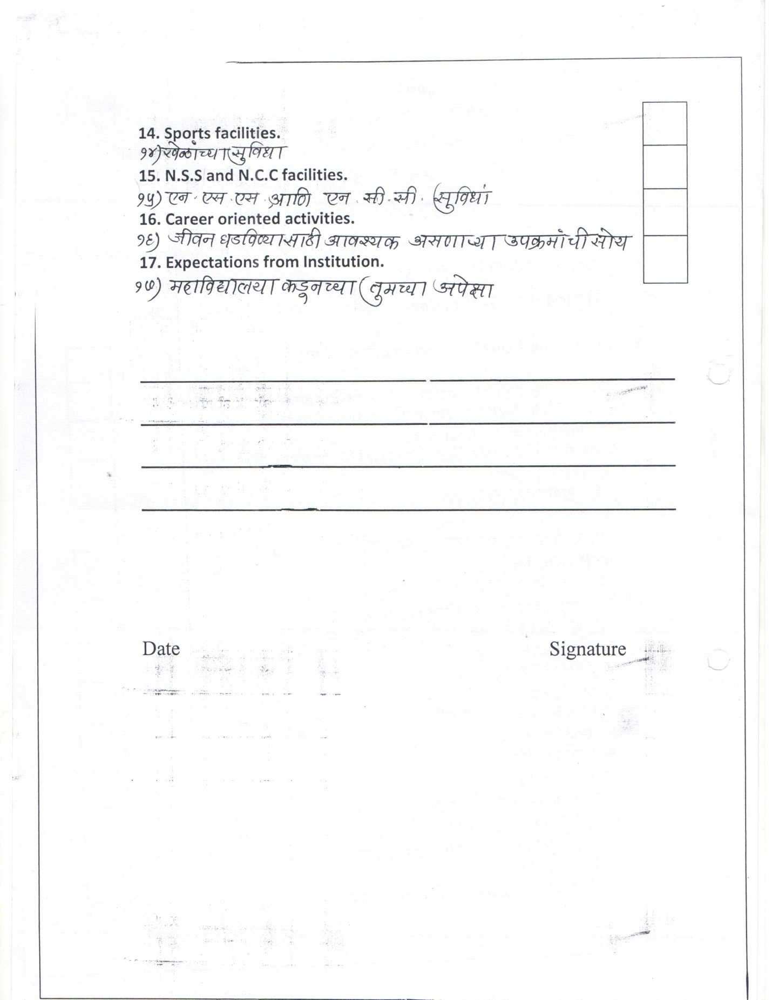 14. Sports facilities.
१४) खेळांच्या सुविधा
15. N.S.S and N.C.C facilities.
१५) एन. एस. एस. आणि एन. सी. सी. सुविधां
16. Career oriented activities.
१६) जीवन घडविण्यासाठी आवश्यक असणाऱ्या उपक्रमांची सोय
17. Expectations from Institution.
१७) महाविद्यालया कडूनच्या तुमच्या अपेक्षा
Date Signature